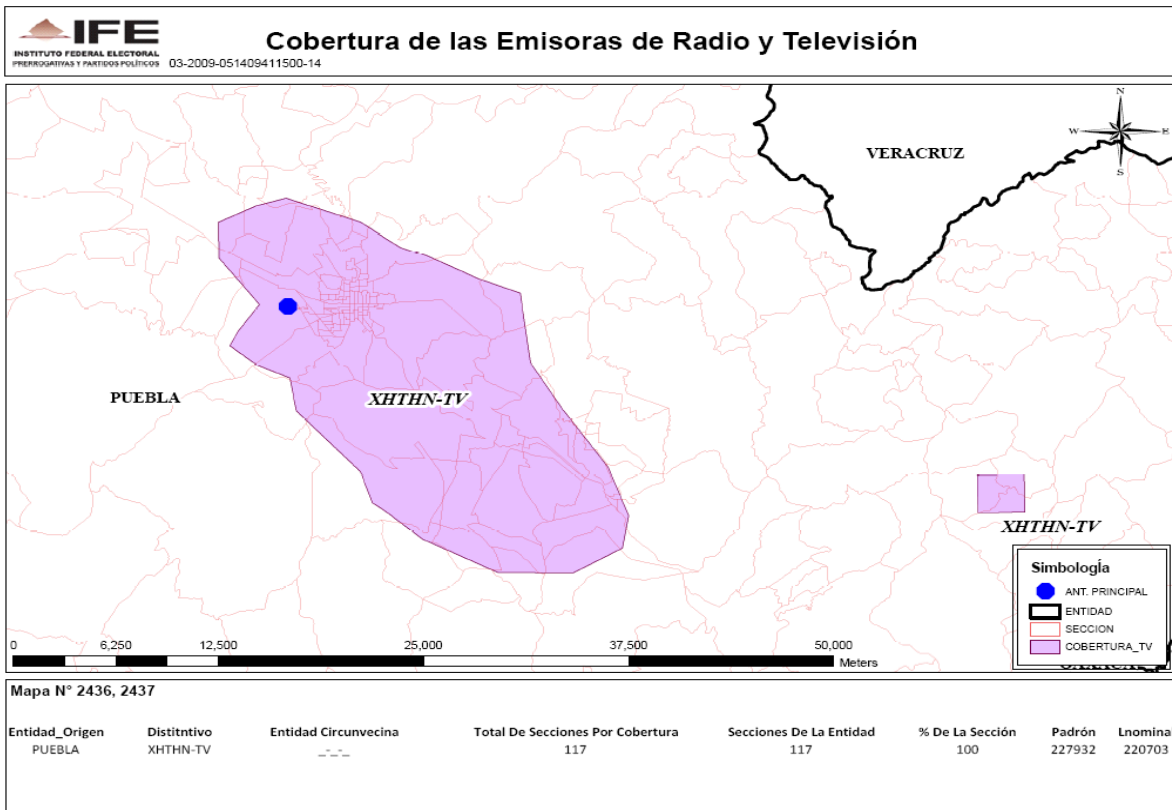 IFE
INSTITUTO FEDERAL ELECTORAL
PRERROGATIVAS Y PARTIDOS POLÍTICOS
03-2009-051409411500-14
Cobertura de las Emisoras de Radio y Televisión
N
W E
S
VERACRUZ
PUEBLA
XHTHN-TV
XHTHN-TV
Simbología
ANT. PRINCIPAL
ENTIDAD
SECCION
COBERTURA_TV
0 6,250 12,500 25,000 37,500 50,000
Meters
Mapa N° 2436, 2437
Entidad_Origen Distitntivo Entidad Circunvecina Total De Secciones Por Cobertura Secciones De La Entidad % De La Sección Padrón Lnomina
PUEBLA XHTHN-TV _-_-_ 117 117 100 227932 220703